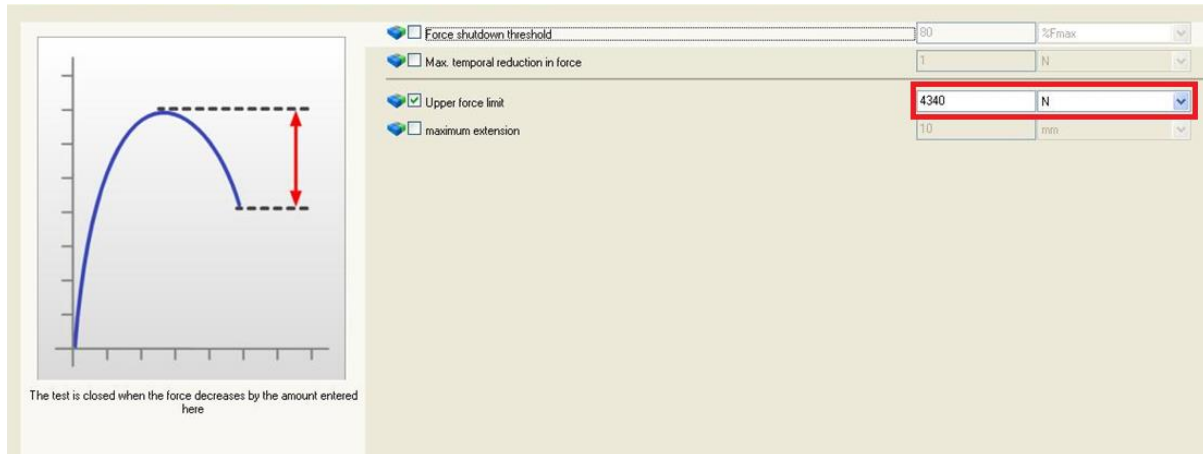 Force shutdown threshold 80 %Fmax
Max. temporal reduction in force 1 N
Upper force limit 4340 N
maximum extension 10 mm
The test is closed when the force decreases by the amount entered
here